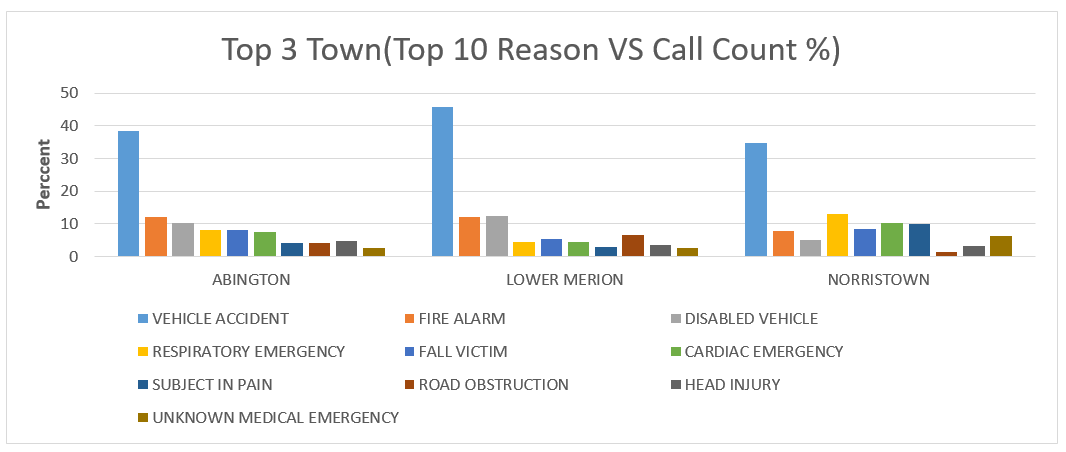 Top 3 Town(Top 10 Reason VS Call Count %)
Perccent
50
40
30
20
10
0
ABINGTON LOWER MERION NORRISTOWN
VEHICLE ACCIDENT FIRE ALARM DISABLED VEHICLE
RESPIRATORY EMERGENCY FALL VICTIM CARDIAC EMERGENCY
SUBJECT IN PAIN ROAD OBSTRUCTION HEAD INJURY
UNKNOWN MEDICAL EMERGENCY